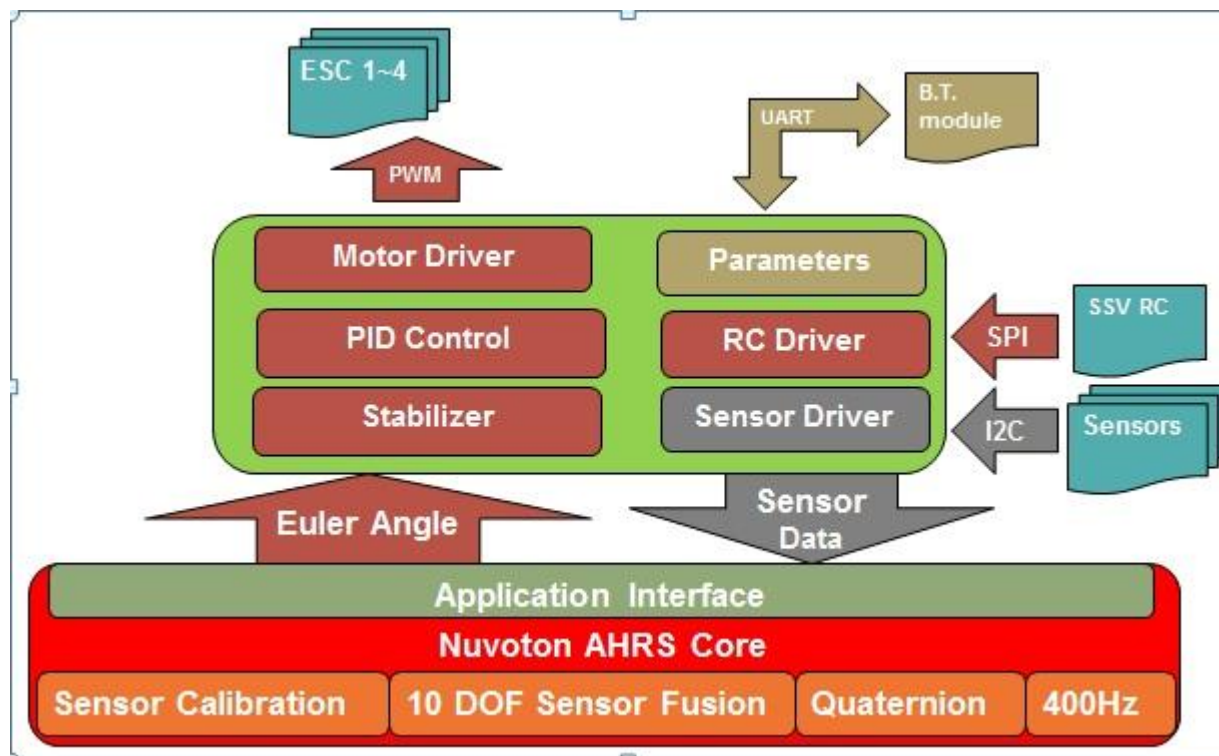 ESC 1~4
B.T.
module
UART
PWM
Motor Driver
Parameters
PID Control
RC Driver
SPI
SSV RC
Stabilizer
Sensor Driver
I2C
Sensors
Euler Angle
Sensor
Data
Application Interface
Nuvoton AHRS Core
Sensor Calibration
10 DOF Sensor Fusion
Quaternion
400Hz